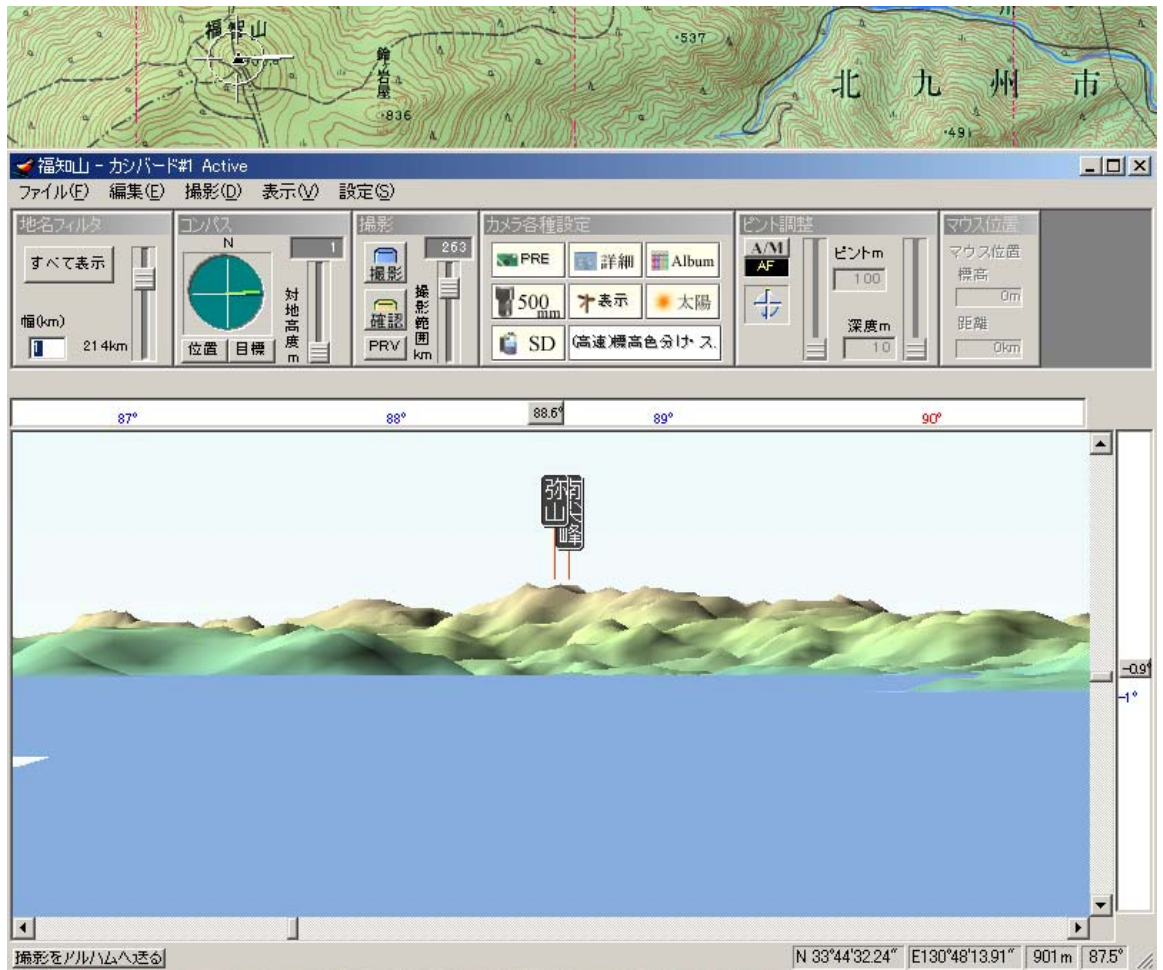 福智山
・537
鈴ヶ岩屋
・836
北九州市
・491
福知山 - カシバード#1 Active
ファイル(F) 編集(E) 撮影(D) 表示(V) 設定(S)
地名フィルタ
すべて表示
幅(km)
1
214km
コンパス
N
1
対地高度m
位置 目標
撮影
263
撮影
確認
PRV
撮影範囲km
カメラ各種設定
PRE 詳細 Album
500mm 表示 太陽
SD (高速)標高色分け・ス.
ピント調整
A/M
AF
ピントm
100
深度m
10
マウス位置
マウス位置
標高
0m
距離
0km
87° 88° 88.6° 89° 90°
弥山
峰
-0.9°
-1°
撮影をアルバムへ送る
N 33°44'32.24" E130°48'13.91" 901m 87.5°